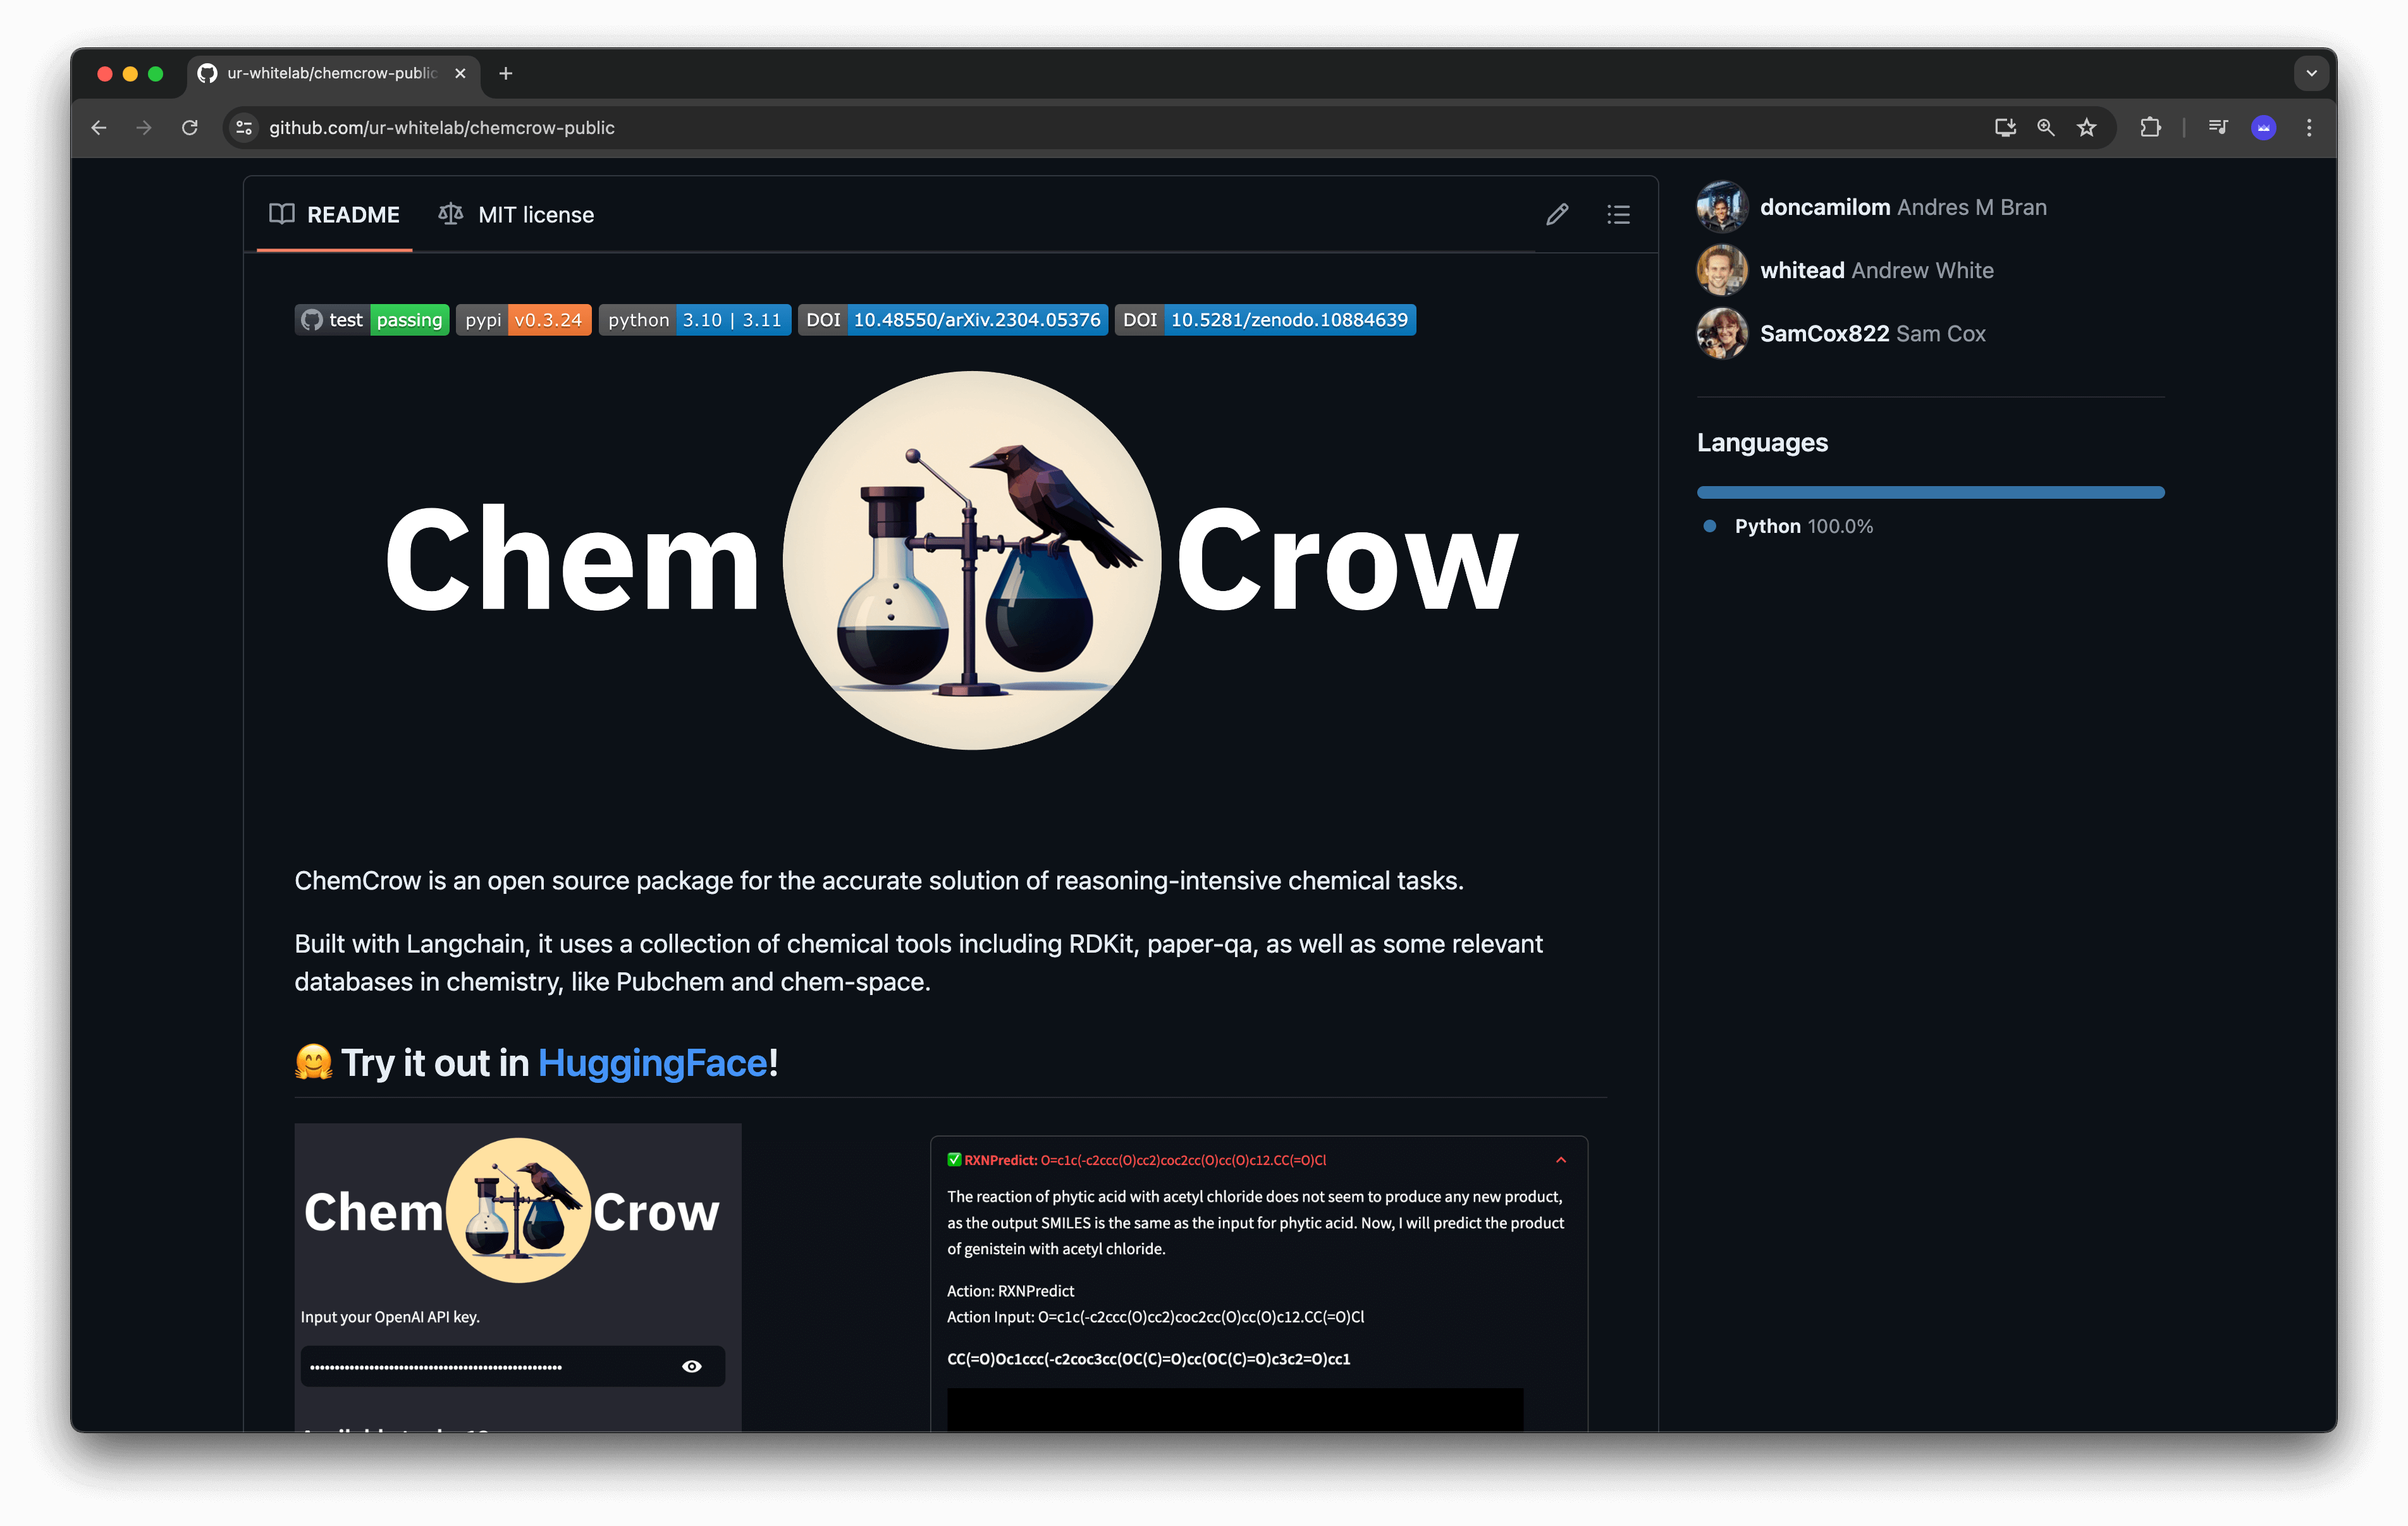 ur-whitelab/chemcrow-public
github.com/ur-whitelab/chemcrow-public
README
MIT license
test passing
pypi v0.3.24
python 3.10 | 3.11
DOI 10.48550/arXiv.2304.05376
DOI 10.5281/zenodo.10884639
Chem Crow
ChemCrow is an open source package for the accurate solution of reasoning-intensive chemical tasks.
Built with Langchain, it uses a collection of chemical tools including RDKit, paper-qa, as well as some relevant
databases in chemistry, like Pubchem and chem-space.
🤗 Try it out in HuggingFace!
Chem Crow
Input your OpenAI API key.
••••••••••••••••••••••••••••••••••••••••••••••••••
✅ RXNPredict: O=c1c(-c2ccc(O)cc2)coc2cc(O)cc(O)c12.CC(=O)Cl
The reaction of phytic acid with acetyl chloride does not seem to produce any new product,
as the output SMILES is the same as the input for phytic acid. Now, I will predict the product
of genistein with acetyl chloride.
Action: RXNPredict
Action Input: O=c1c(-c2ccc(O)cc2)coc2cc(O)cc(O)c12.CC(=O)Cl
CC(=O)Oc1ccc(-c2coc3cc(OC(C)=O)cc(OC(C)=O)c3c2=O)cc1
doncamilom Andres M Bran
whitead Andrew White
SamCox822 Sam Cox
Languages
Python 100.0%